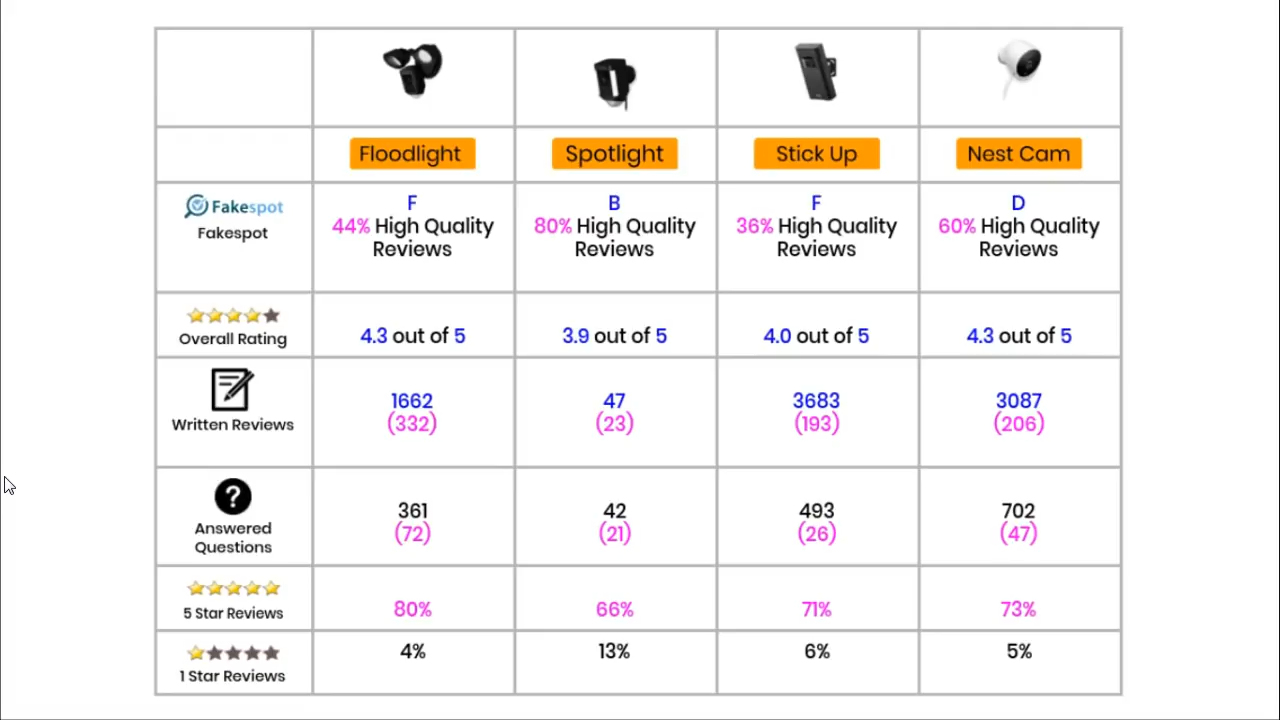 Floodlight Spotlight Stick Up Nest Cam
Fakespot
Fakespot
F B F D
44% High Quality Reviews 80% High Quality Reviews 36% High Quality Reviews 60% High Quality Reviews
Overall Rating
4.3 out of 5 3.9 out of 5 4.0 out of 5 4.3 out of 5
Written Reviews
1662 47 3683 3087
(332) (23) (193) (206)
?
Answered
Questions
361 42 493 702
(72) (21) (26) (47)
5 Star Reviews
80% 66% 71% 73%
1 Star Reviews
4% 13% 6% 5%